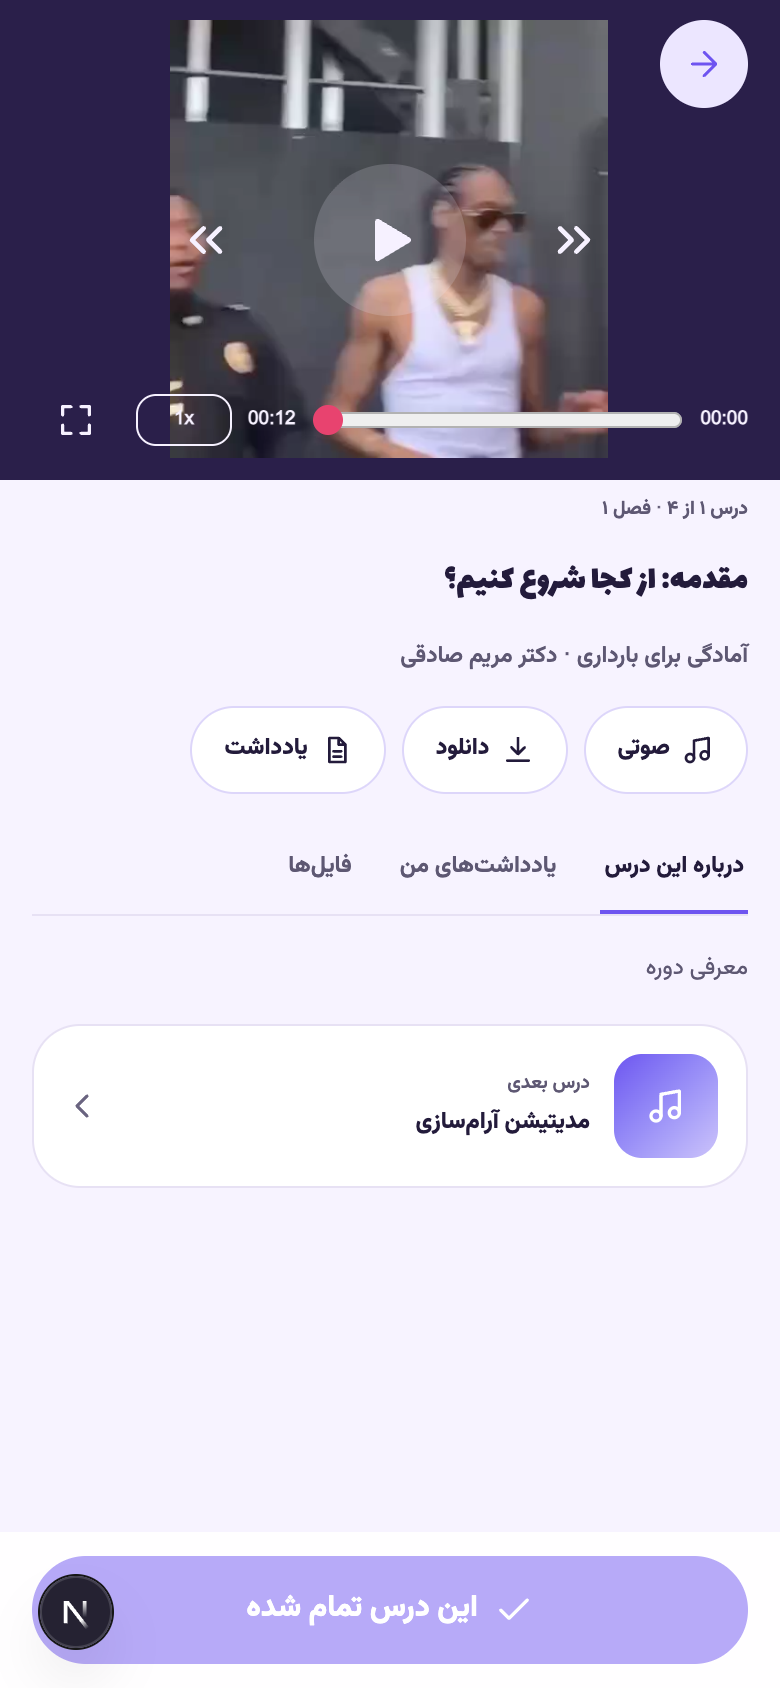 1x
00:12
00:00
درس ۱ از ۴ · فصل ۱
مقدمه: از کجا شروع کنیم؟
آمادگی برای بارداری · دکتر مریم صادقی
صوتی
دانلود
یادداشت
درباره این درس
یادداشت‌های من
فایل‌ها
معرفی دوره
درس بعدی
مدیتیشن آرام‌سازی
این درس تمام شده
N